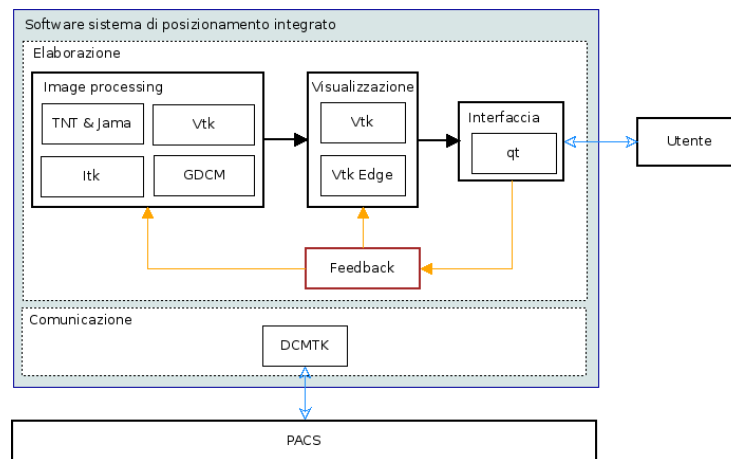 Software sistema di posizionamento integrato
Elaborazione
Image processing
TNT & Jama
Vtk
Itk
GDCM
Visualizzazione
Vtk
Vtk Edge
Interfaccia
qt
Utente
Feedback
Comunicazione
DCMTK
PACS